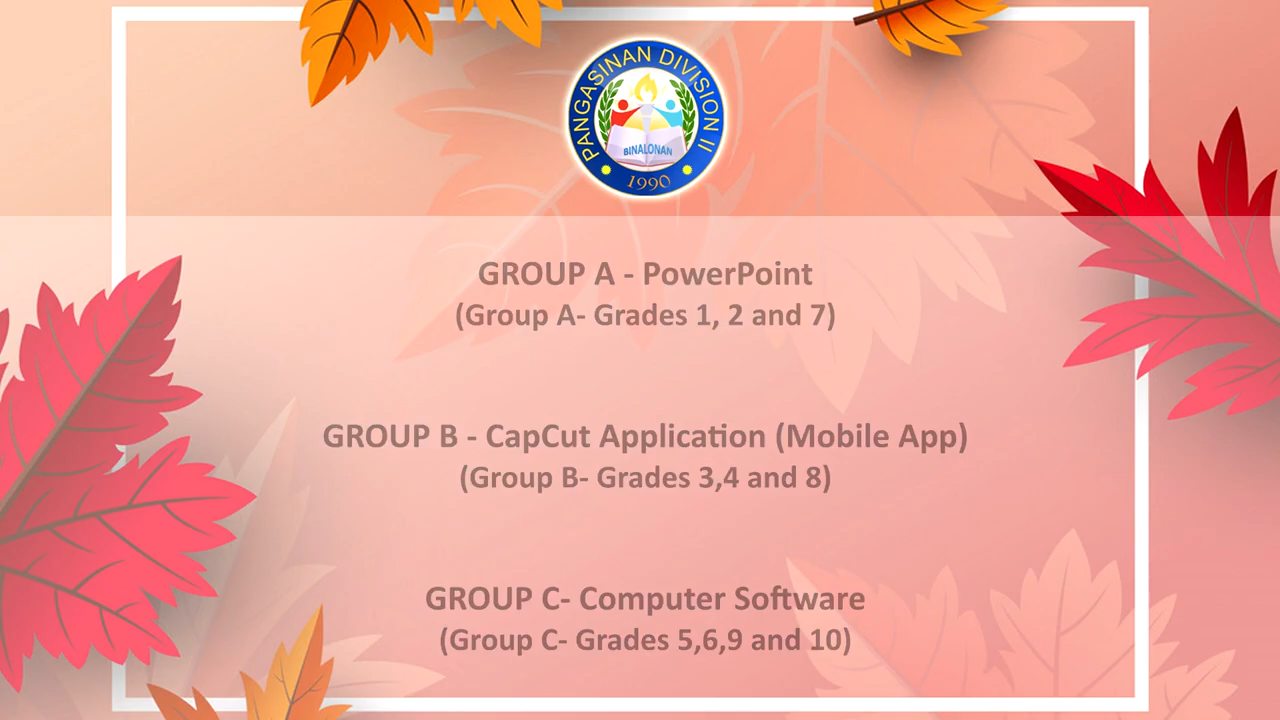 PANGASINAN DIVISION II
BINALONAN
1990
GROUP A - PowerPoint
(Group A- Grades 1, 2 and 7)
GROUP B - CapCut Application (Mobile App)
(Group B- Grades 3,4 and 8)
GROUP C- Computer Software
(Group C- Grades 5,6,9 and 10)